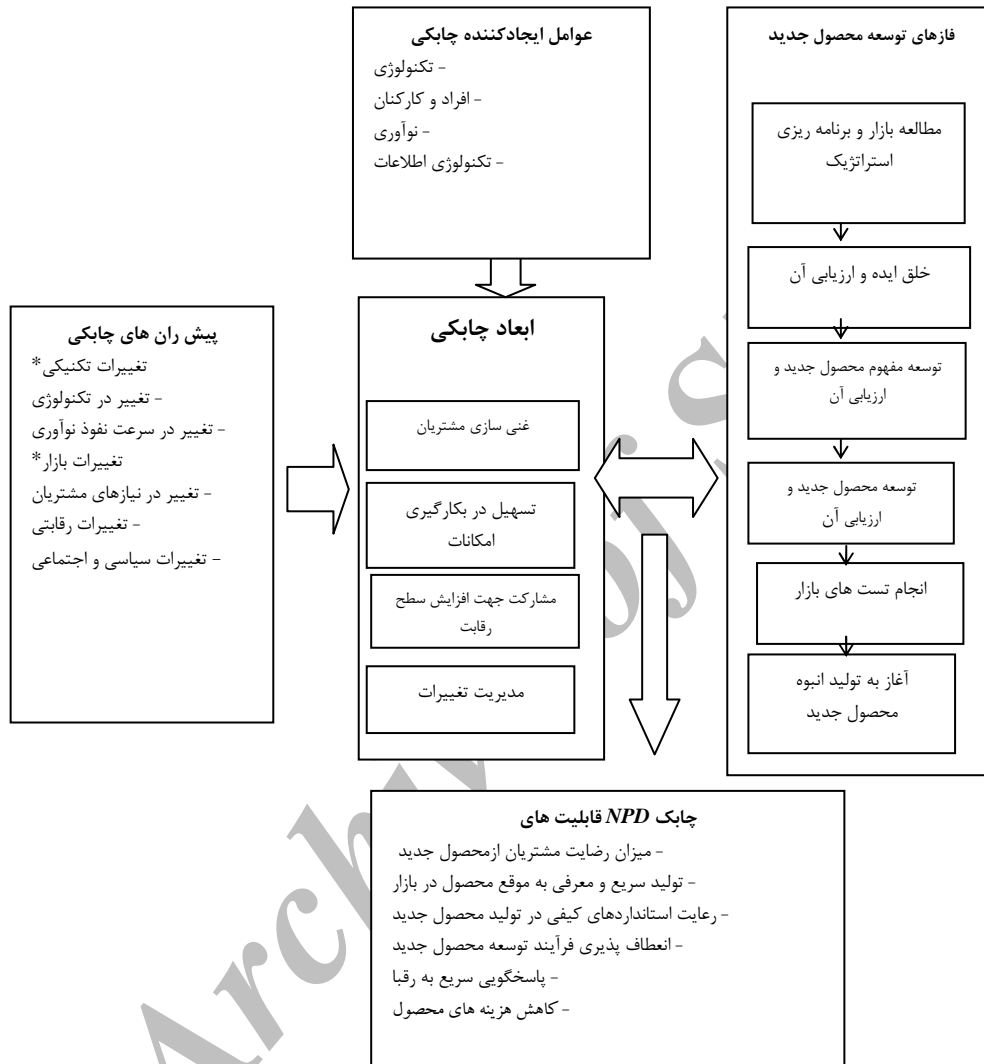 عوامل ایجادکننده چابکی
- تکنولوژی
- افراد و کارکنان
- نوآوری
- تکنولوژی اطلاعات
فازهای توسعه محصول جدید
مطالعه بازار و برنامه ریزی
استراتژیک
خلق ایده و ارزیابی آن
توسعه مفهوم محصول جدید و
ارزیابی آن
توسعه محصول جدید و
ارزیابی آن
انجام تست های بازار
آغاز به تولید انبوه
محصول جدید
ابعاد چابکی
غنی سازی مشتریان
تسهیل در بکارگیری
امکانات
مشارکت جهت افزایش سطح
رقابت
مدیریت تغییرات
پیش ران های چابکی
تغییرات تکنیکی*
- تغییر در تکنولوژی
- تغییر در سرعت نفوذ نوآوری
تغییرات بازار*
- تغییر در نیازهای مشتریان
- تغییرات رقابتی
- تغییرات سیاسی و اجتماعی
چابک NPD قابلیت های
- میزان رضایت مشتریان ازمحصول جدید
- تولید سریع و معرفی به موقع محصول در بازار
- رعایت استانداردهای کیفی در تولید محصول جدید
- انعطاف پذیری فرآیند توسعه محصول جدید
- پاسخگویی سریع به رقبا
- کاهش هزینه های محصول